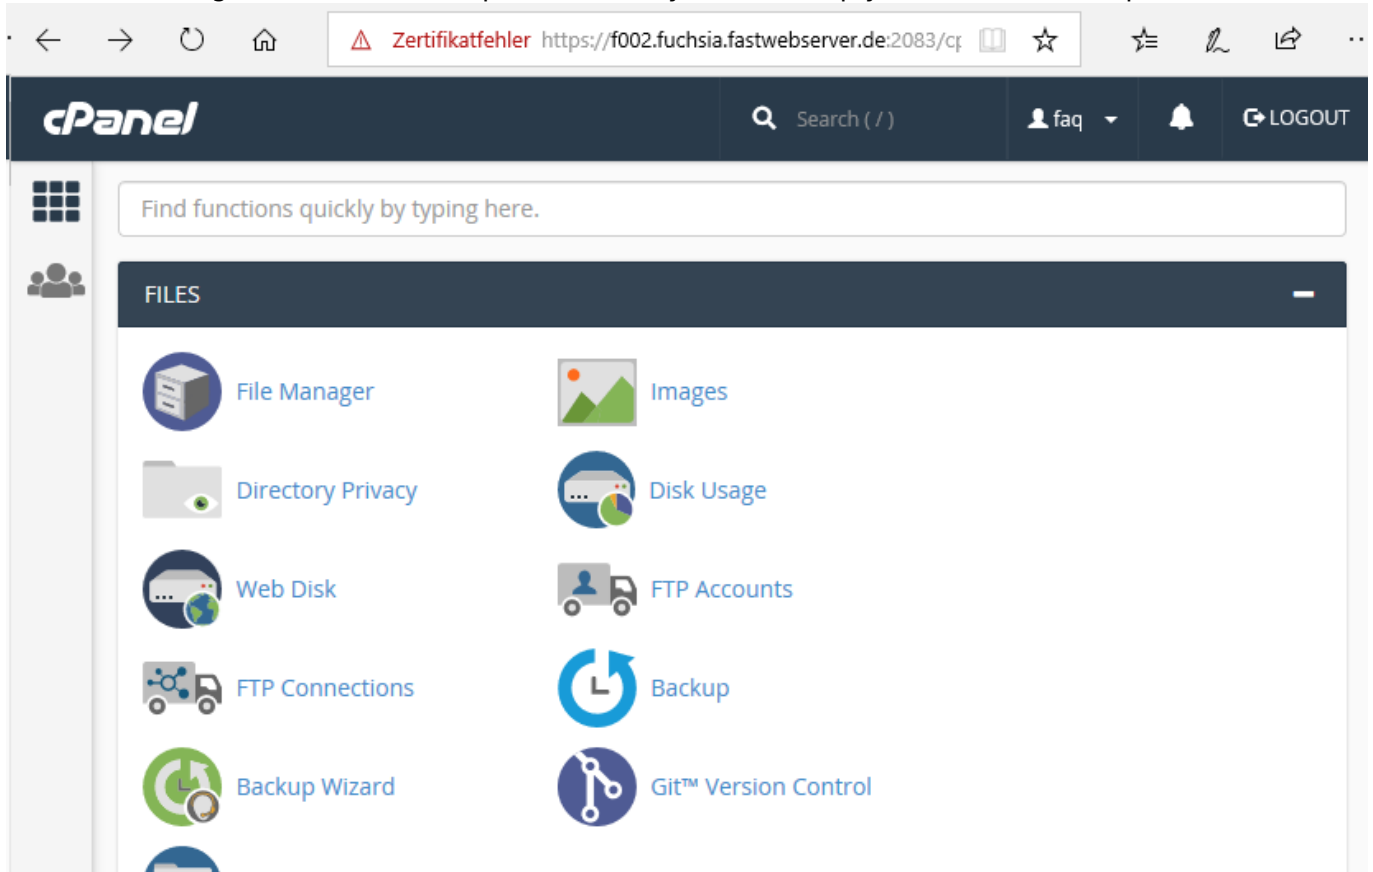 Zertifikatfehler https://f002.fuchsia.fastwebserver.de:2083/cp
cPanel
Search ( / )
faq
LOGOUT
Find functions quickly by typing here.
FILES
File Manager
Images
Directory Privacy
Disk Usage
Web Disk
FTP Accounts
FTP Connections
Backup
Backup Wizard
Git™ Version Control